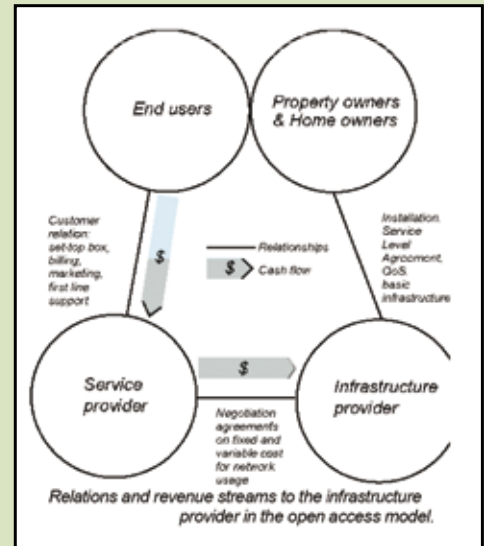 End users
Property owners
& Home owners
Customer
relation:
set-top box,
billing,
marketing,
first line
support
$
Relationships
$
Cash flow
Installation.
Service
Level
Agreement,
QoS.
basic
infrastructure
Service
provider
$
Infrastructure
provider
Negotiation
agreements
on fixed and
variable cost
for network
usage
Relations and revenue streams to the infrastructure
provider in the open access model.